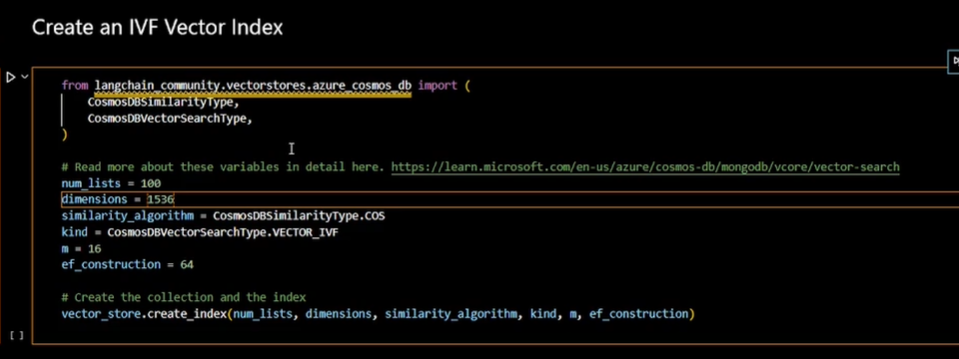 Create an IVF Vector Index
from langchain_community.vectorstores.azure_cosmos_db import (
CosmosDBSimilarityType,
CosmosDBVectorSearchType,
)
# Read more about these variables in detail here. https://learn.microsoft.com/en-us/azure/cosmos-db/mongodb/vcore/vector-search
num_lists = 100
dimensions = 1536
similarity_algorithm = CosmosDBSimilarityType.COS
kind = CosmosDBVectorSearchType.VECTOR_IVF
m = 16
ef_construction = 64
# Create the collection and the index
vector_store.create_index(num_lists, dimensions, similarity_algorithm, kind, m, ef_construction)
[ ]